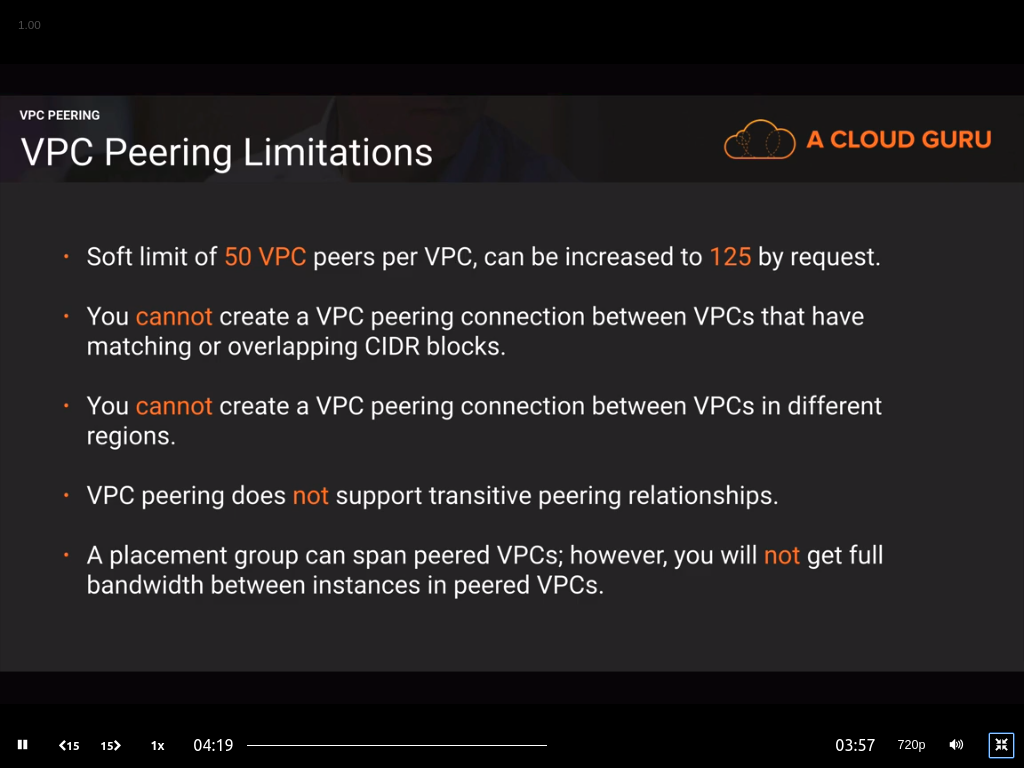 1.00
VPC PEERING
VPC Peering Limitations
A CLOUD GURU
• Soft limit of 50 VPC peers per VPC, can be increased to 125 by request.
• You cannot create a VPC peering connection between VPCs that have
matching or overlapping CIDR blocks.
• You cannot create a VPC peering connection between VPCs in different
regions.
• VPC peering does not support transitive peering relationships.
• A placement group can span peered VPCs; however, you will not get full
bandwidth between instances in peered VPCs.
15 15 1x 04:19 03:57 720p